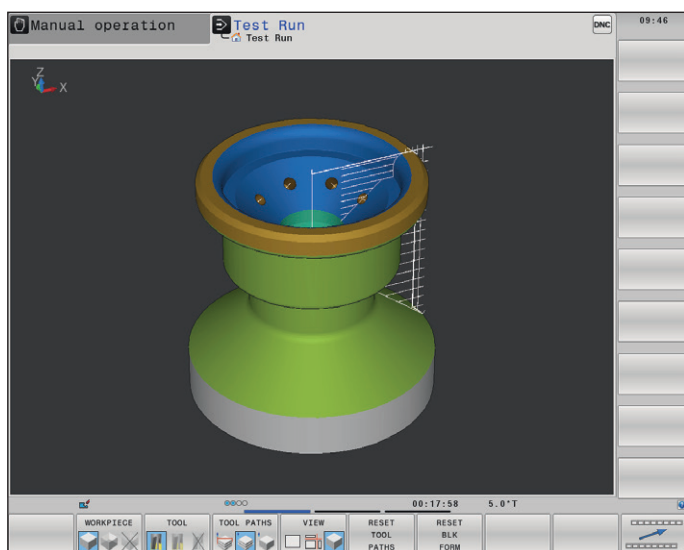 Manual operation
Test Run
Test Run
DNC
09:46
Z
Y
X
00:17:58 5.0°T
WORKPIECE
TOOL
TOOL PATHS
VIEW
RESET
TOOL
PATHS
RESET
BLK
FORM